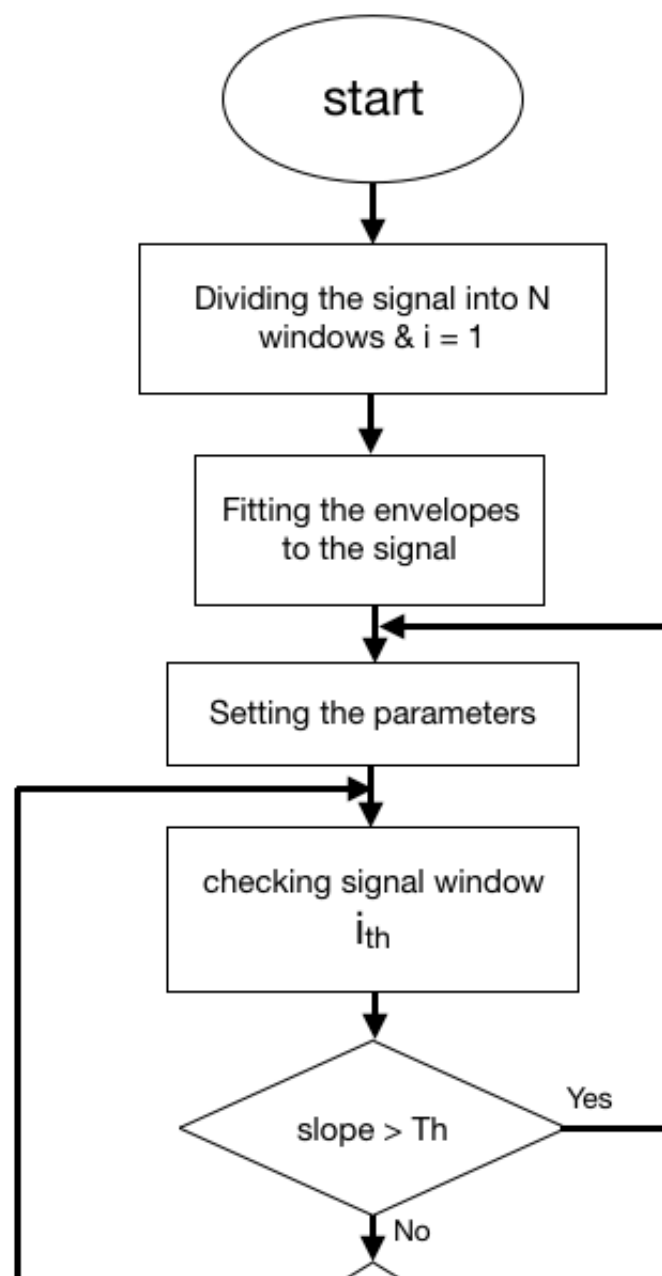 start
Dividing the signal into N
windows & i = 1
Fitting the envelopes
to the signal
Setting the parameters
checking signal window
i_th
slope > Th
Yes
No